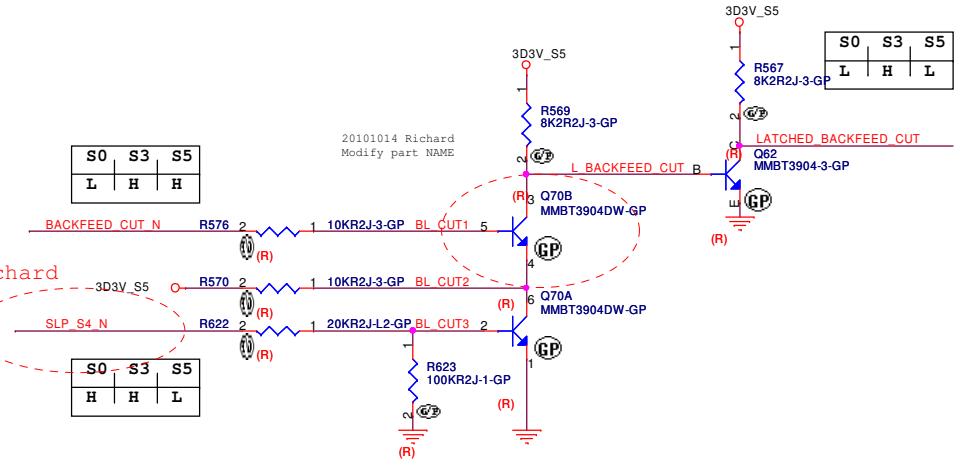 3D3V_S5
S0 S3 S5
L H L
3D3V_S5
1
R567
8K2R2J-3-GP
2 G/P
1
R569
8K2R2J-3-GP
20101014 Richard
Modify part NAME
2 G/P
LATCHED_BACKFEED_CUT
C
(R) Q62
MMBT3904-3-GP
L_BACKFEED_CUT B
E GP
(R)
S0 S3 S5
L H H
(R) 3 Q70B
MMBT3904DW-GP
BACKFEED_CUT_N R576 2 1 10KR2J-3-GP BL_CUT1 5
(R)
GP
4
chard
3D3V_S5 R570 2 1 10KR2J-3-GP BL_CUT2
(R)
6 Q70A
(R) MMBT3904DW-GP
SLP_S4_N R622 2 1 20KR2J-L2-GP BL_CUT3 2
(R)
GP
1
S0 S3 S5
H H L
1
R623
100KR2J-1-GP
2 G/P
(R)
(R)